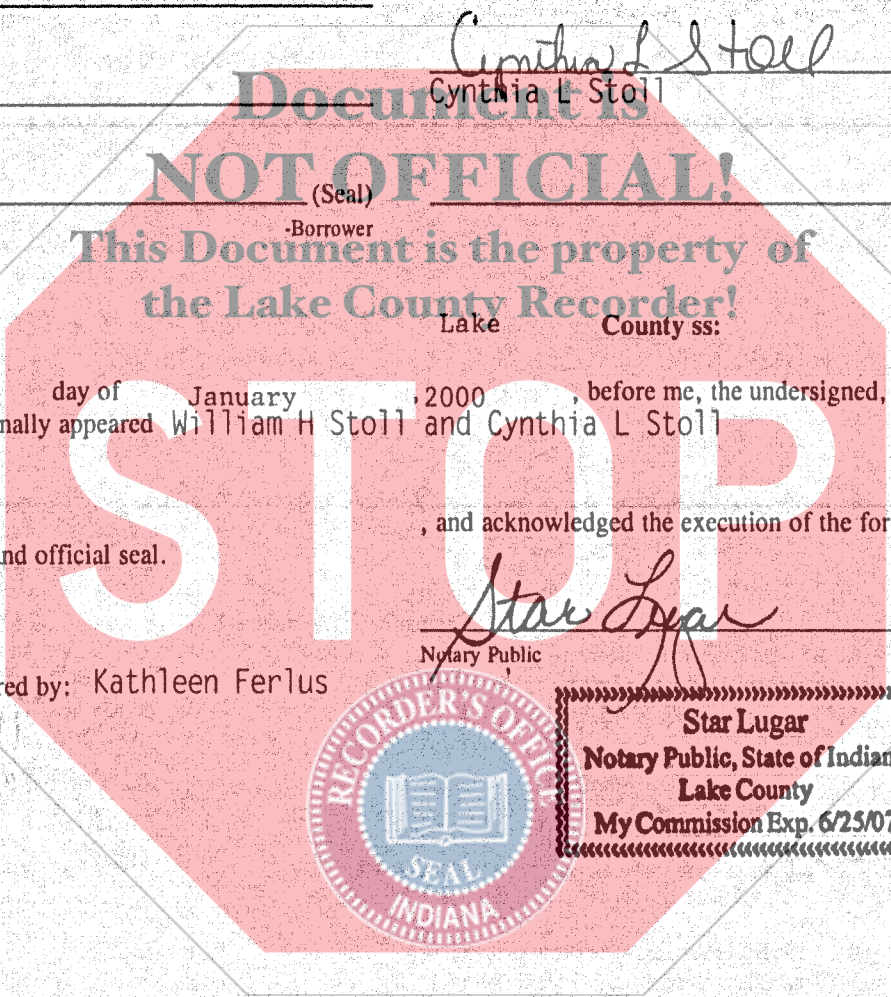 Cynthia L Stoll
Cynthia L Stoll
Document is
NOT OFFICIAL!
(Seal)
-Borrower
This Document is the property of
the Lake County Recorder!
Lake County ss:
day of January , 2000 , before me, the undersigned,
nally appeared William H Stoll and Cynthia L Stoll
STOP
, and acknowledged the execution of the for
nd official seal.
Star Lugar
Notary Public
red by: Kathleen Ferlus
RECORDER'S OFFICE
SEAL
INDIANA
Star Lugar
Notary Public, State of Indian
Lake County
My Commission Exp. 6/25/07